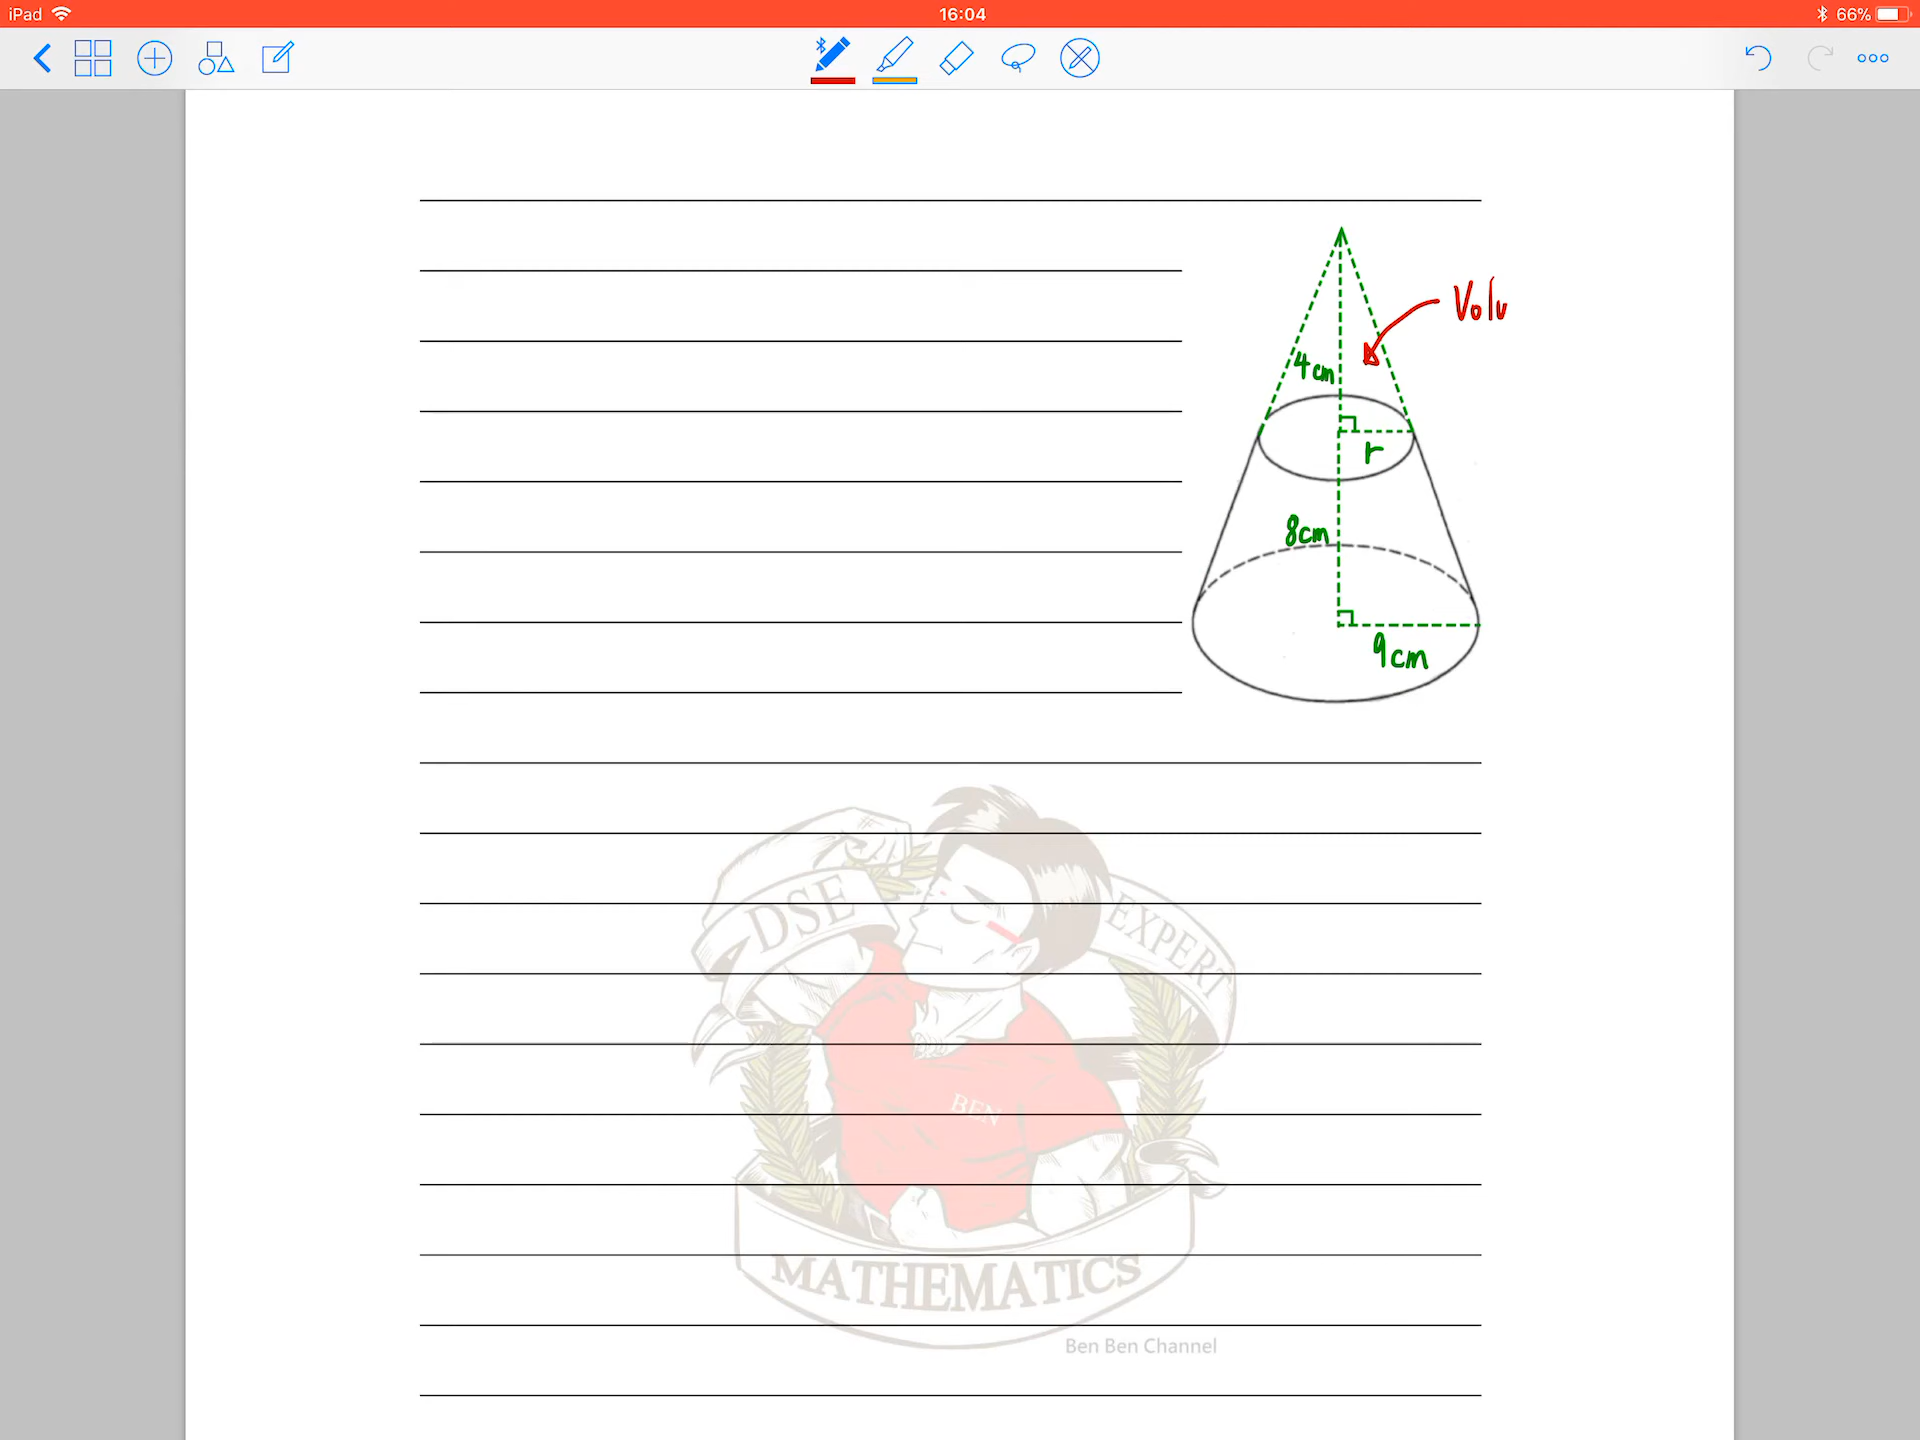 iPad 16:04 66%
Volu
4cm
r
8cm
9cm
DSE EXPERT
BEN
MATHEMATICS
Ben Ben Channel